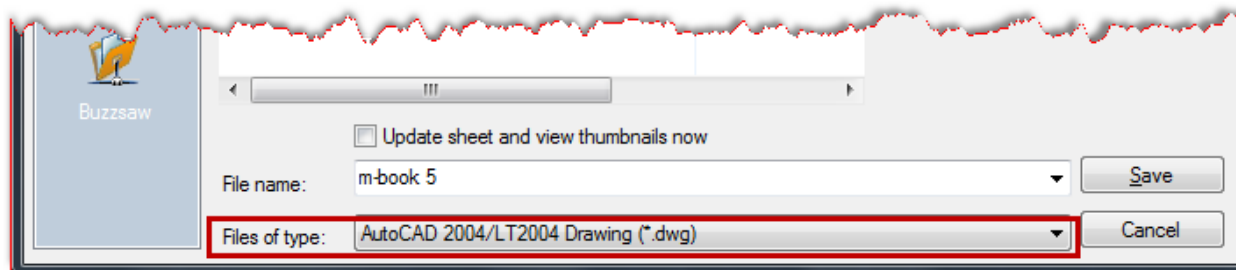 Buzzsaw
Update sheet and view thumbnails now
File name: m-book 5 Save
Files of type: AutoCAD 2004/LT2004 Drawing (*.dwg) Cancel